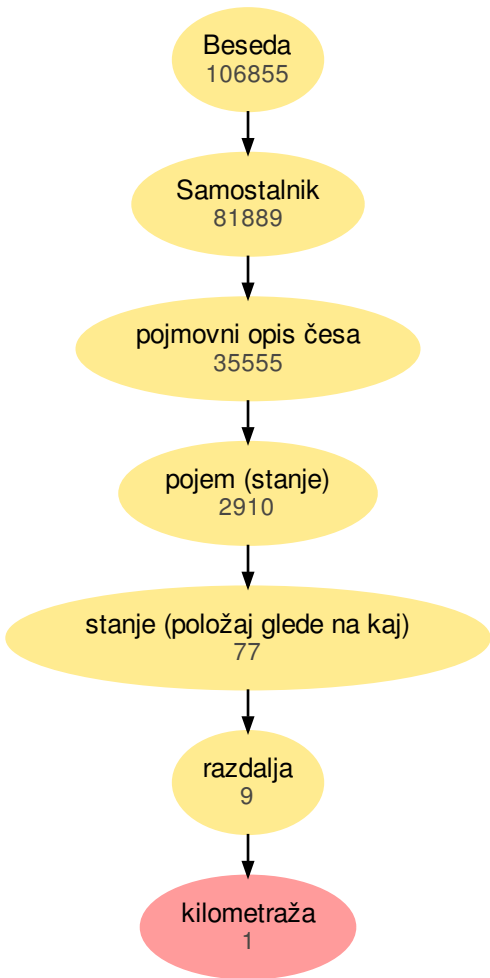 Beseda
106855
Samostalnik
81889
pojmovni opis česa
35555
pojem (stanje)
2910
stanje (položaj glede na kaj)
77
razdalja
9
kilometraža
1